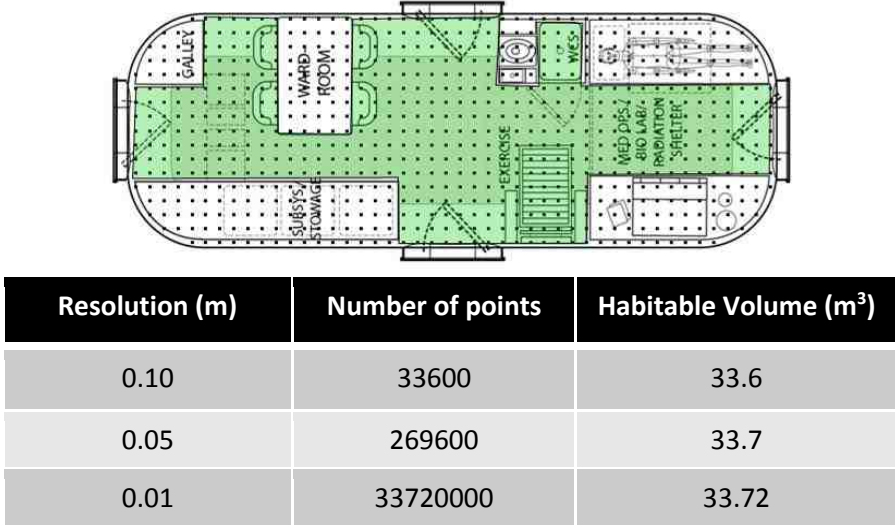 GALLEY
WARD-
ROOM
WCS
EXERCISE
MED OPS/
BIO LAB/
RADIATION
SHELTER
SUBSYS/
STOWAGE
Resolution (m) Number of points Habitable Volume (m³)
0.10 33600 33.6
0.05 269600 33.7
0.01 33720000 33.72